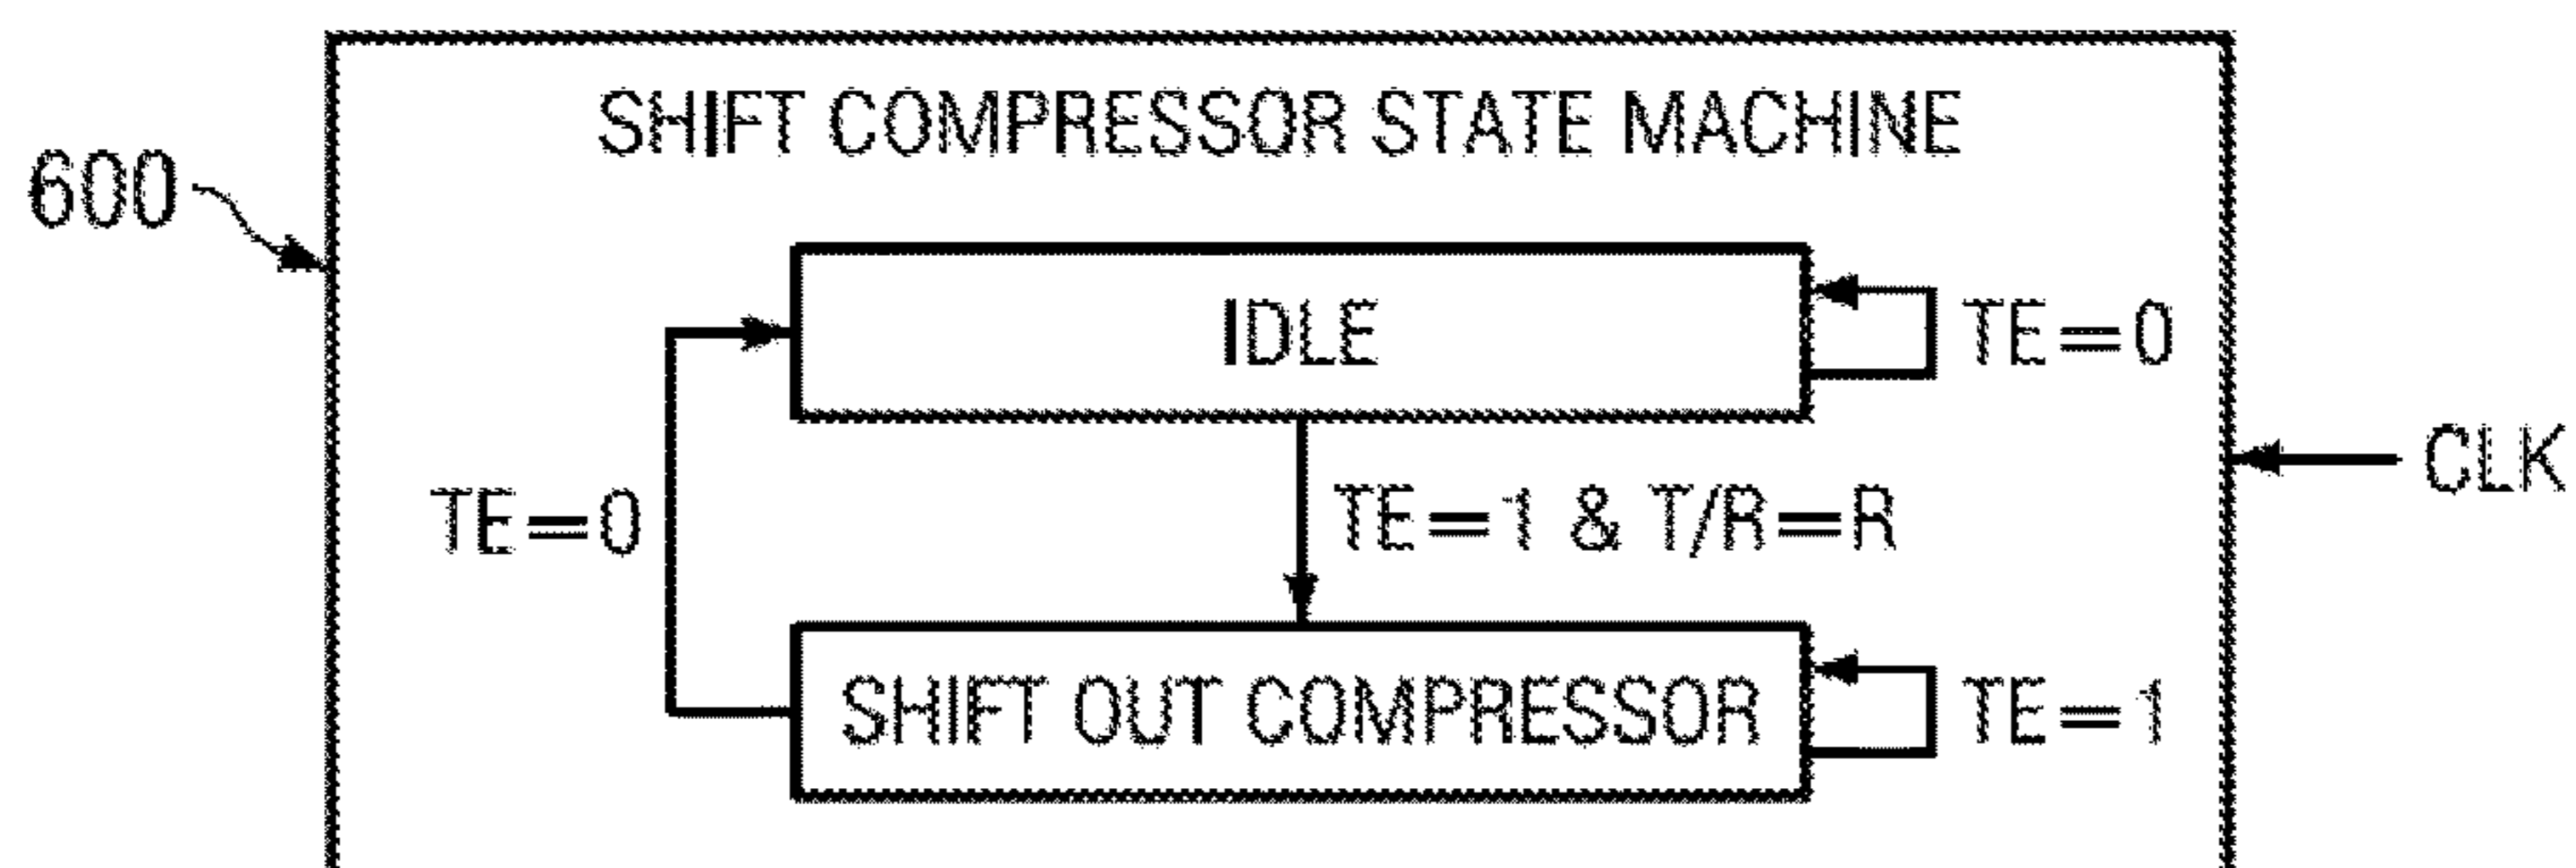 SHIFT COMPRESSOR STATE MACHINE
600
IDLE
TE=0
CLK
TE=0
TE=1 & T/R=R
SHIFT OUT COMPRESSOR
TE=1